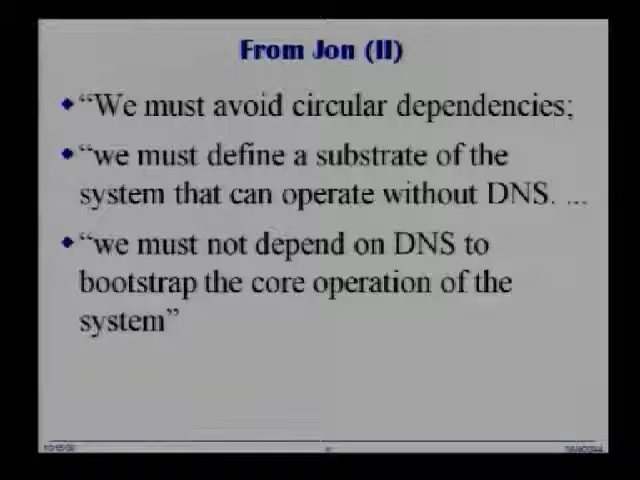 From Jon (II)
“We must avoid circular dependencies;
“we must define a substrate of the
system that can operate without DNS. ...
“we must not depend on DNS to
bootstrap the core operation of the
system”